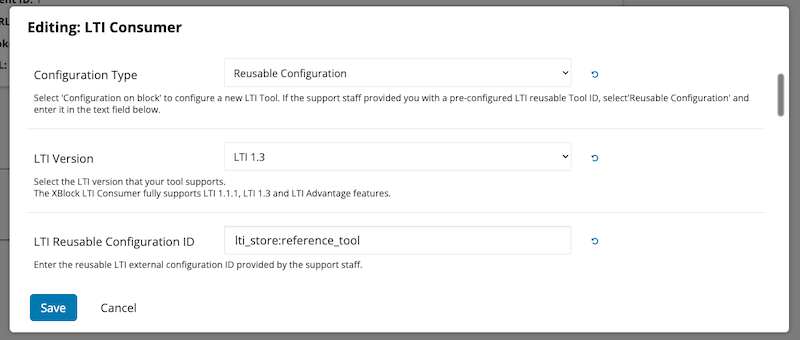 ent ID:
RL
ok
L:
Editing: LTI Consumer
Configuration Type
Reusable Configuration
Select 'Configuration on block' to configure a new LTI Tool. If the support staff provided you with a pre-configured LTI reusable Tool ID, select'Reusable Configuration' and
enter it in the text field below.
LTI Version
LTI 1.3
Select the LTI version that your tool supports.
The XBlock LTI Consumer fully supports LTI 1.1.1, LTI 1.3 and LTI Advantage features.
LTI Reusable Configuration ID
lti_store:reference_tool
Enter the reusable LTI external configuration ID provided by the support staff.
Save Cancel